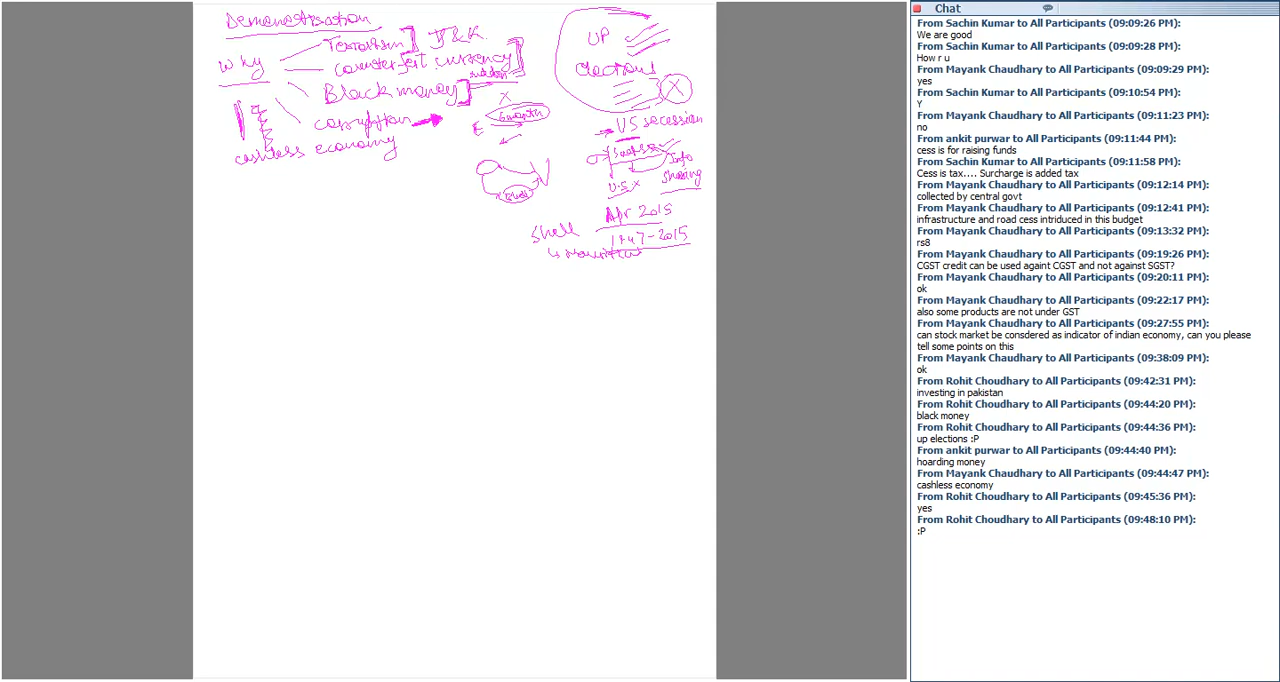 Demonetisation
Why
Terrorism
J&K
counterfeit currency
Black money
corruption
cashless economy
6 months
UP
elections
US secession
Info
Sharing
U.S x
Apr 2015
1947-2015
Shell
Chat
From Sachin Kumar to All Participants (09:09:26 PM):
We are good
From Sachin Kumar to All Participants (09:09:28 PM):
How r u
From Mayank Chaudhary to All Participants (09:09:29 PM):
yes
From Sachin Kumar to All Participants (09:10:54 PM):
Y
From Mayank Chaudhary to All Participants (09:11:23 PM):
no
From ankit purwar to All Participants (09:11:44 PM):
cess is for raising funds
From Sachin Kumar to All Participants (09:11:58 PM):
Cess is tax.... Surcharge is added tax
From Mayank Chaudhary to All Participants (09:12:14 PM):
collected by central govt
From Mayank Chaudhary to All Participants (09:12:41 PM):
infrastructure and road cess intriduced in this budget
From Mayank Chaudhary to All Participants (09:13:32 PM):
rs8
From Mayank Chaudhary to All Participants (09:19:26 PM):
CGST credit can be used againt CGST and not against SGST?
From Mayank Chaudhary to All Participants (09:20:11 PM):
ok
From Mayank Chaudhary to All Participants (09:22:17 PM):
also some products are not under GST
From Mayank Chaudhary to All Participants (09:27:55 PM):
can stock market be consdered as indicator of indian economy, can you please
tell some points on this
From Mayank Chaudhary to All Participants (09:38:09 PM):
ok
From Rohit Choudhary to All Participants (09:42:31 PM):
investing in pakistan
From Rohit Choudhary to All Participants (09:44:20 PM):
black money
From Rohit Choudhary to All Participants (09:44:36 PM):
up elections :P
From ankit purwar to All Participants (09:44:40 PM):
hoarding money
From Mayank Chaudhary to All Participants (09:44:47 PM):
cashless economy
From Rohit Choudhary to All Participants (09:45:36 PM):
yes
From Rohit Choudhary to All Participants (09:48:10 PM):
:P